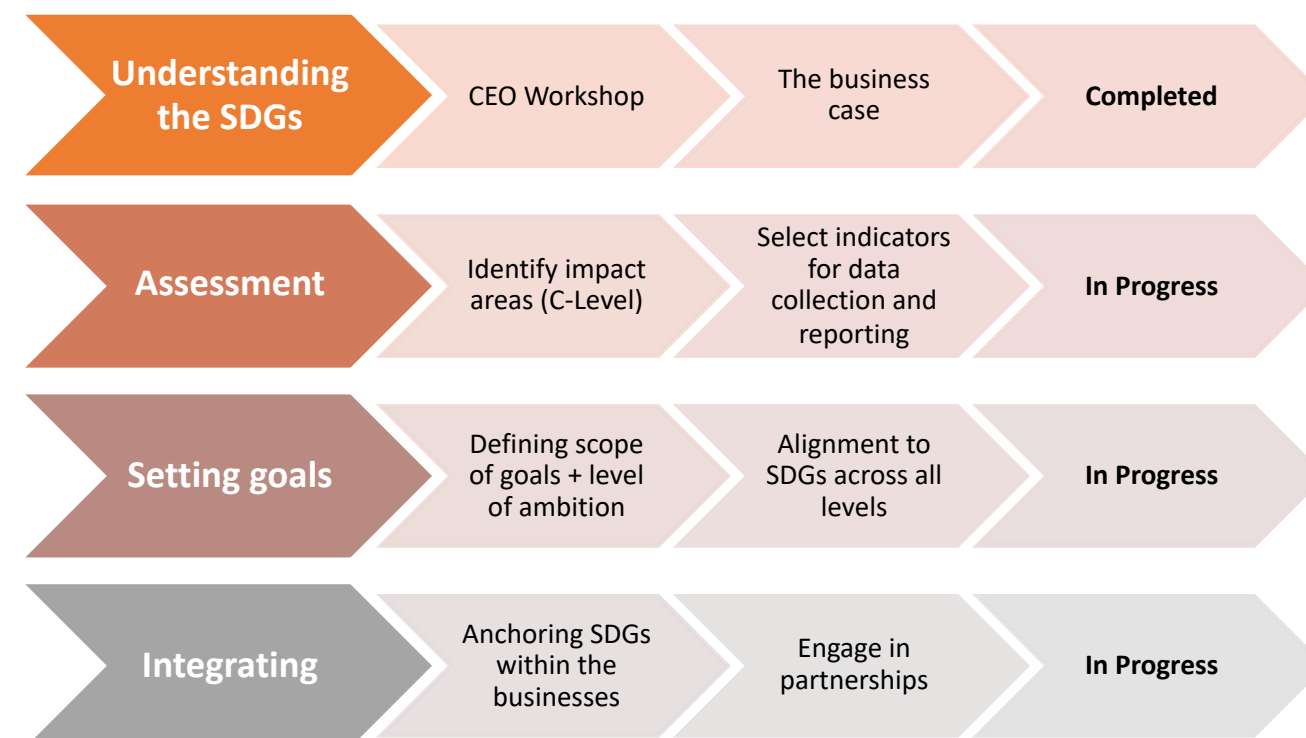 Understanding
the SDGs
CEO Workshop
The business
case
Completed
Assessment
Identify impact
areas (C-Level)
Select indicators
for data
collection and
reporting
In Progress
Setting goals
Defining scope
of goals + level
of ambition
Alignment to
SDGs across all
levels
In Progress
Integrating
Anchoring SDGs
within the
businesses
Engage in
partnerships
In Progress